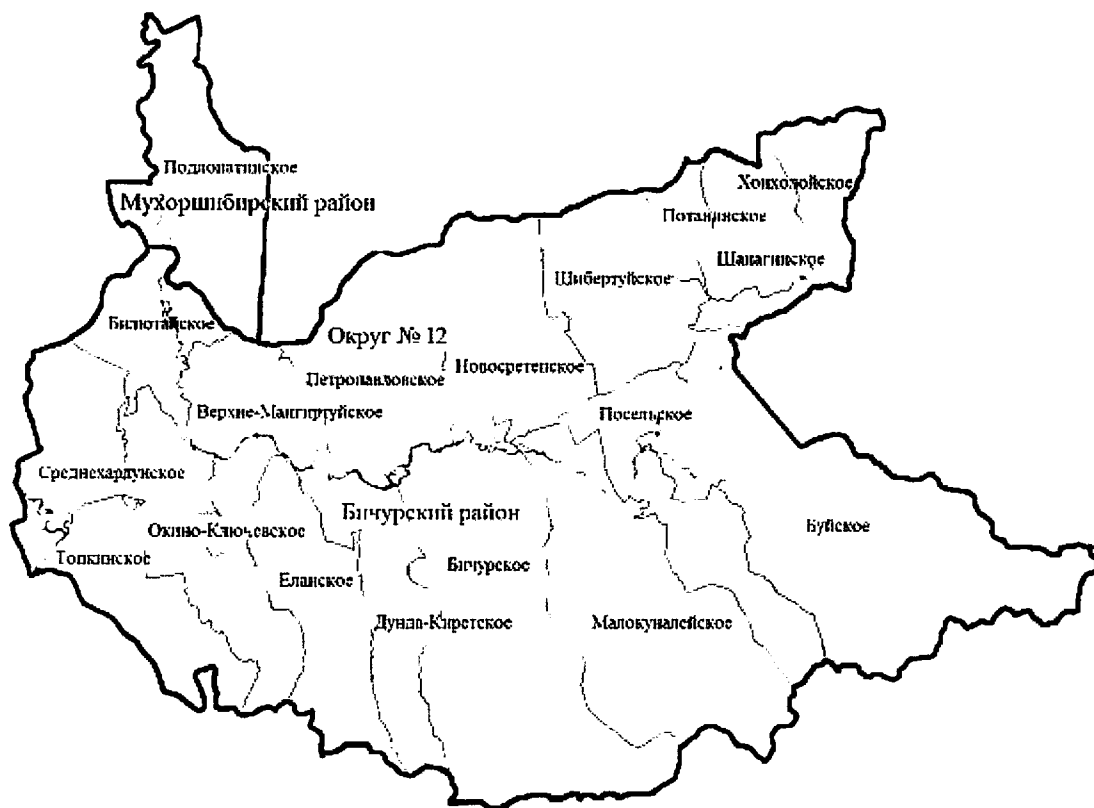 Подлопатинское
Мухоршибирский район
Хонхолойское
Потанинское
Шанагинское
Шибертуйское
Билютайское
Округ № 12
Петропавловское
Новосретенское
Верхне-Мангиртуйское
Посельское
Среднехарлунское
Бичурский район
Окино-Ключевское
Буйское
Топкинское
Еланское
Бичурское
Дунда-Киретское
Малокуналейское